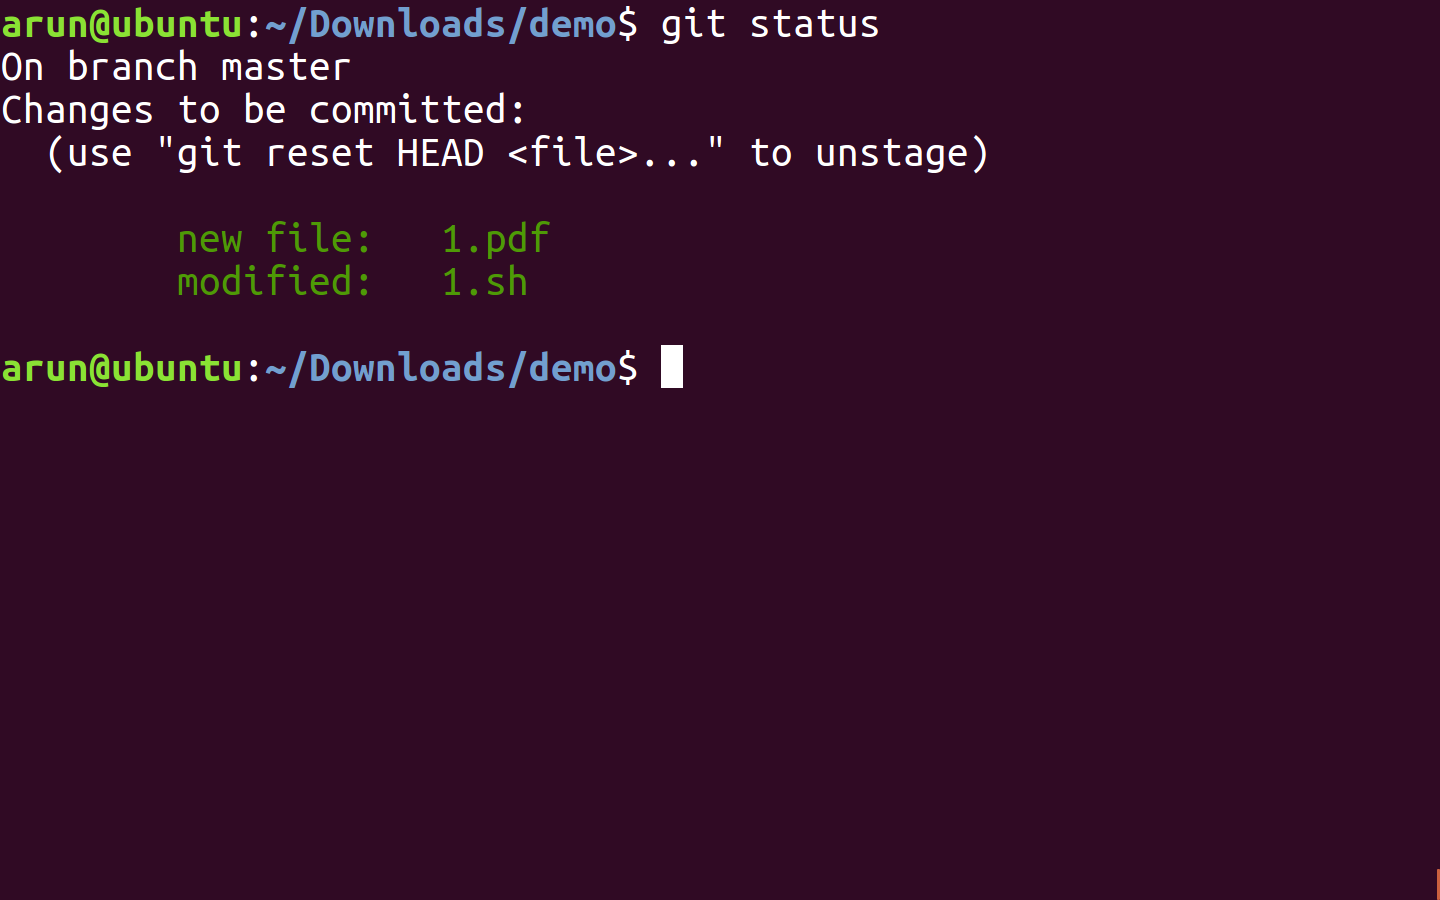 arun@ubuntu:~/Downloads/demo$ git status
On branch master
Changes to be committed:
  (use "git reset HEAD <file>..." to unstage)

        new file:   1.pdf
        modified:   1.sh

arun@ubuntu:~/Downloads/demo$